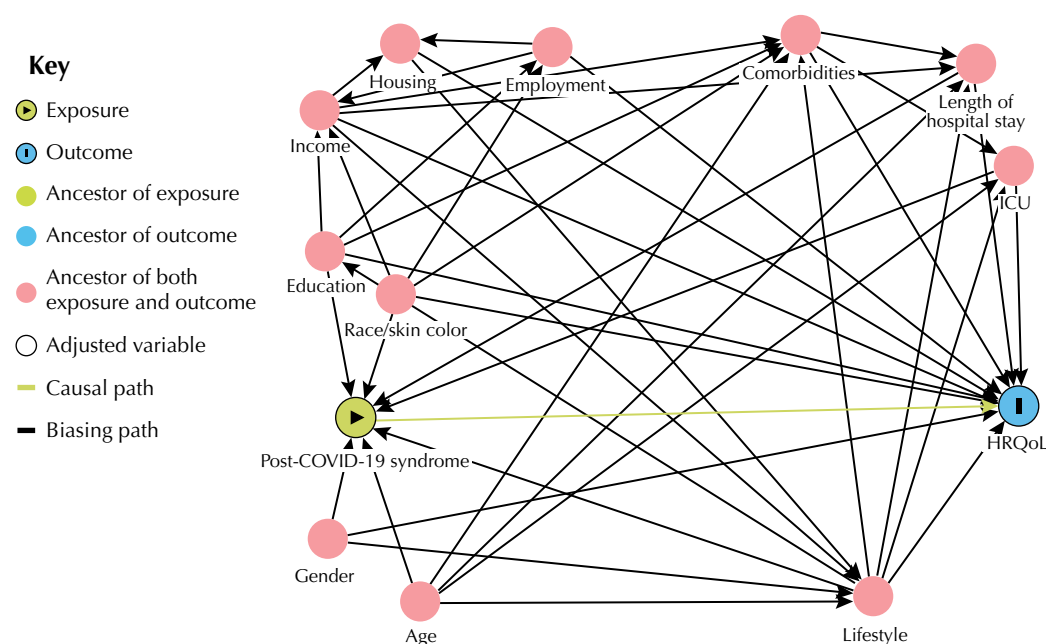 Key
Exposure
Outcome
Ancestor of exposure
Ancestor of outcome
Ancestor of both
exposure and outcome
Adjusted variable
Causal path
Biasing path
Housing
Employment
Comorbidities
Length of
hospital stay
Income
ICU
Education
Race/skin color
Post-COVID-19 syndrome
HRQoL
Gender
Age
Lifestyle